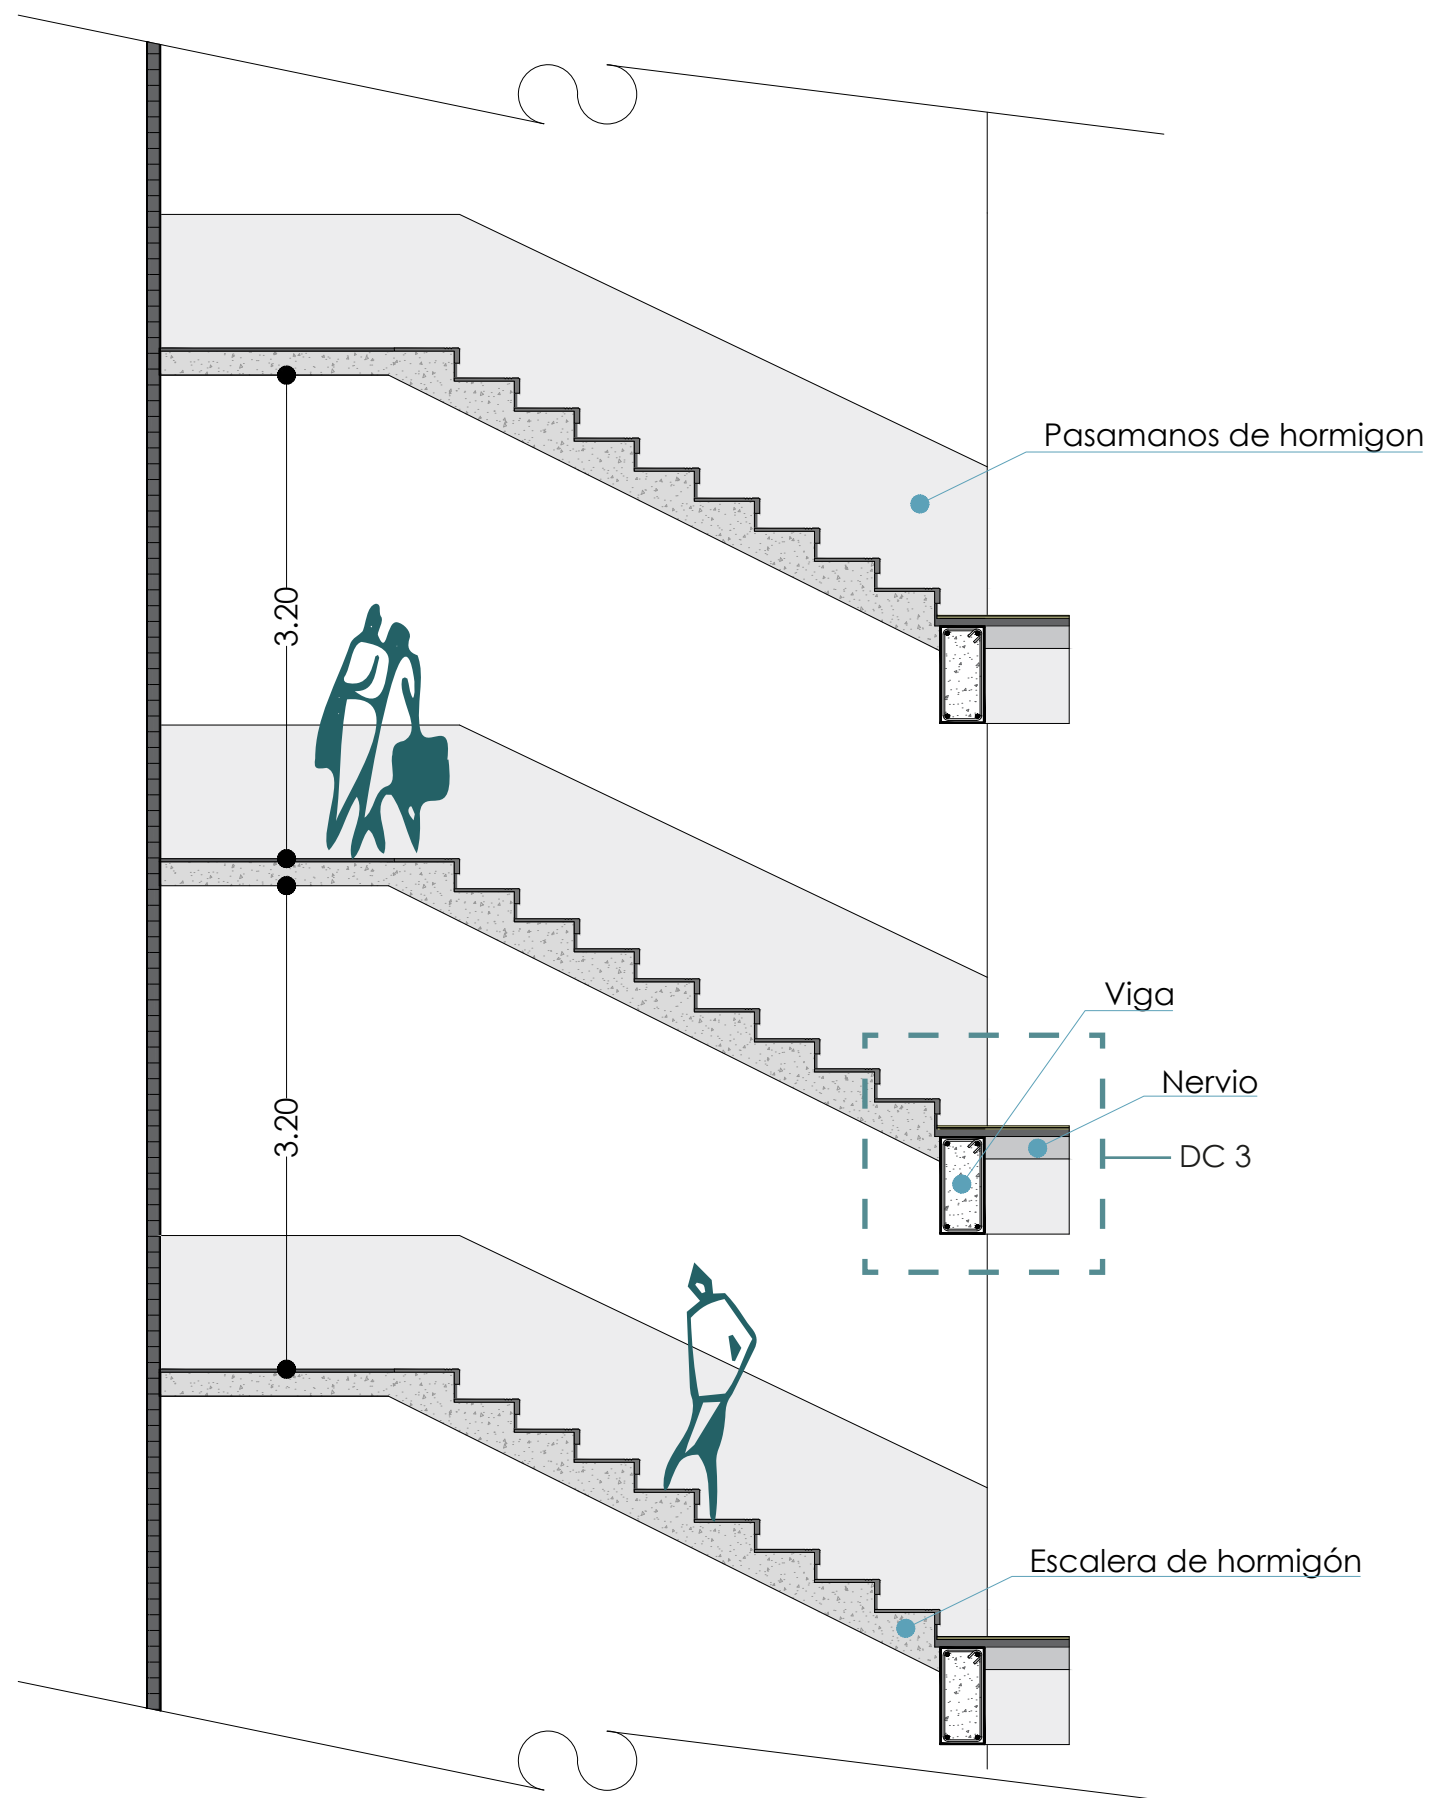 Pasamanos de hormigon
3.20
Viga
Nervio
3.20
DC 3
Escalera de hormigón